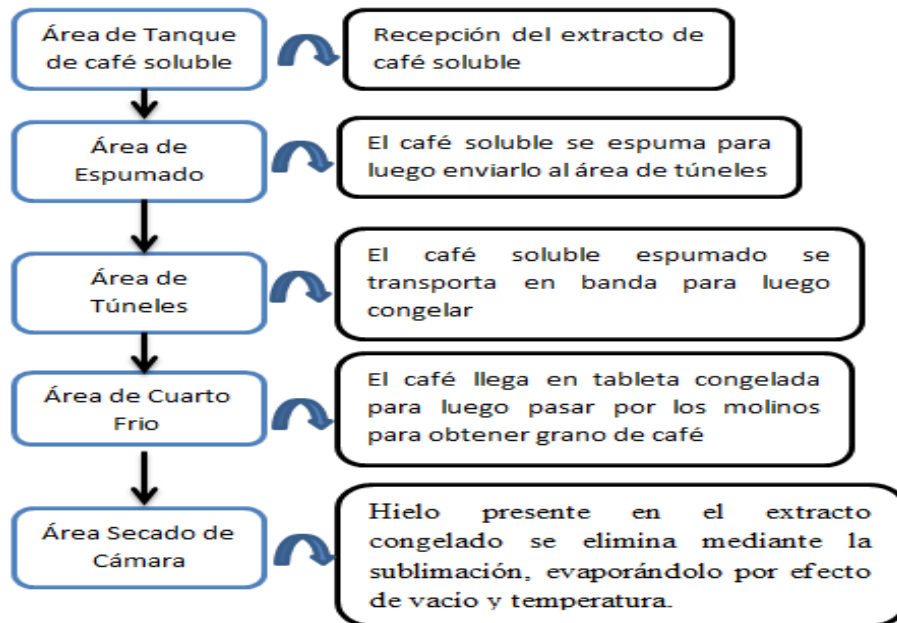 Área de Tanque
de café soluble
Recepción del extracto de
café soluble
Área de
Espumado
El café soluble se espuma para
luego enviarlo al área de túneles
Área de
Túneles
El café soluble espumado se
transporta en banda para luego
congelar
Área de Cuarto
Frio
El café llega en tableta congelada
para luego pasar por los molinos
para obtener grano de café
Área Secado de
Cámara
Hielo presente en el extracto
congelado se elimina mediante la
sublimación, evaporándolo por efecto
de vacío y temperatura.